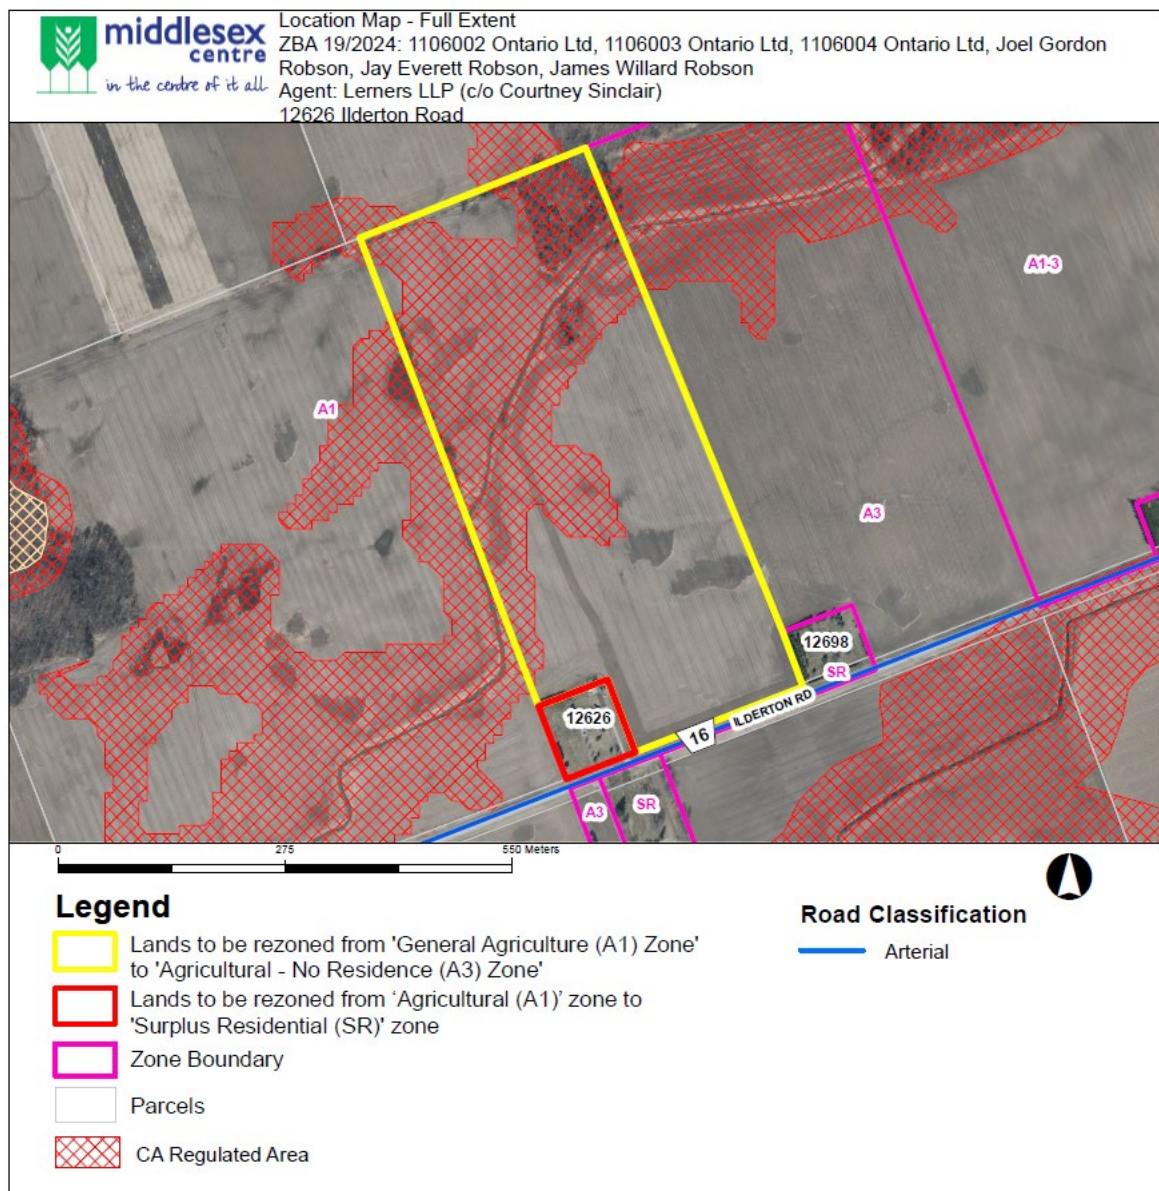 middlesex
centre
in the centre of it all
Location Map - Full Extent
ZBA 19/2024: 1106002 Ontario Ltd, 1106003 Ontario Ltd, 1106004 Ontario Ltd, Joel Gordon
Robson, Jay Everett Robson, James Willard Robson
Agent: Lerners LLP (c/o Courtney Sinclair)
12626 Ilderton Road
A1-3
A1
A3
12698
SR
12626
16 ILDERTON RD
A3 SR
0 275 550 Meters
Legend
Lands to be rezoned from 'General Agriculture (A1) Zone'
to 'Agricultural - No Residence (A3) Zone'
Lands to be rezoned from ‘Agricultural (A1)’ zone to
'Surplus Residential (SR)' zone
Zone Boundary
Parcels
CA Regulated Area
Road Classification
Arterial